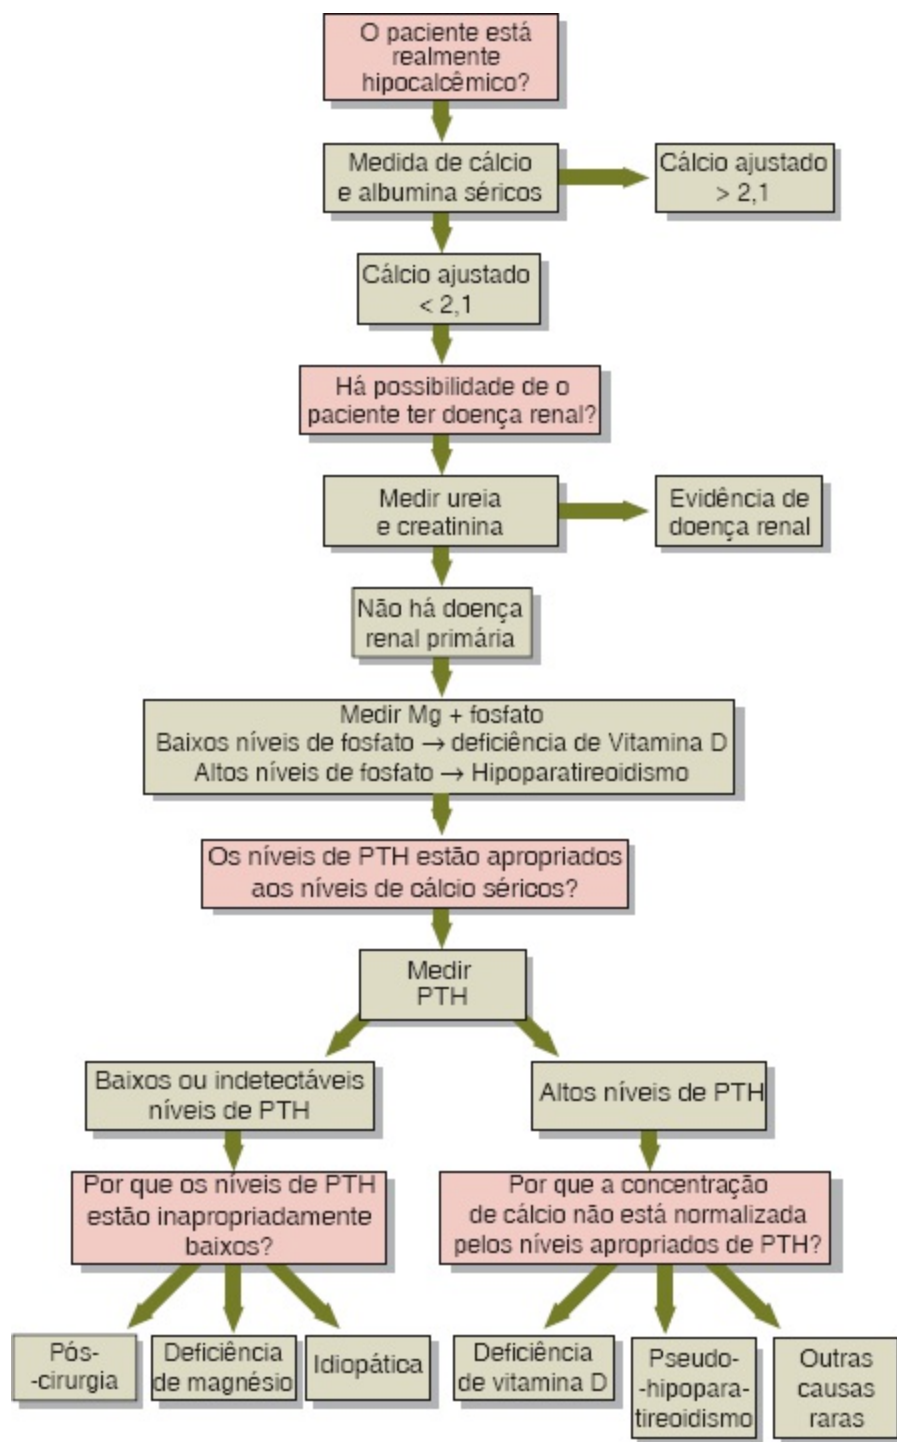 O paciente está
realmente
hipocalcêmico?
Medida de cálcio
e albumina séricos
Cálcio ajustado
> 2,1
Cálcio ajustado
< 2,1
Há possibilidade de o
paciente ter doença renal?
Medir ureia
e creatinina
Evidência de
doença renal
Não há doença
renal primária
Medir Mg + fosfato
Baixos níveis de fosfato → deficiência de Vitamina D
Altos níveis de fosfato → Hipoparatireoidismo
Os níveis de PTH estão apropriados
aos níveis de cálcio séricos?
Medir
PTH
Baixos ou indetectáveis
níveis de PTH
Altos níveis de PTH
Por que os níveis de PTH
estão inapropriadamente
baixos?
Por que a concentração
de cálcio não está normalizada
pelos níveis apropriados de PTH?
Pós-
-cirurgia
Deficiência
de magnésio
Idiopática
Deficiência
de vitamina D
Pseudo-
-hipopara-
tireoidismo
Outras
causas
raras